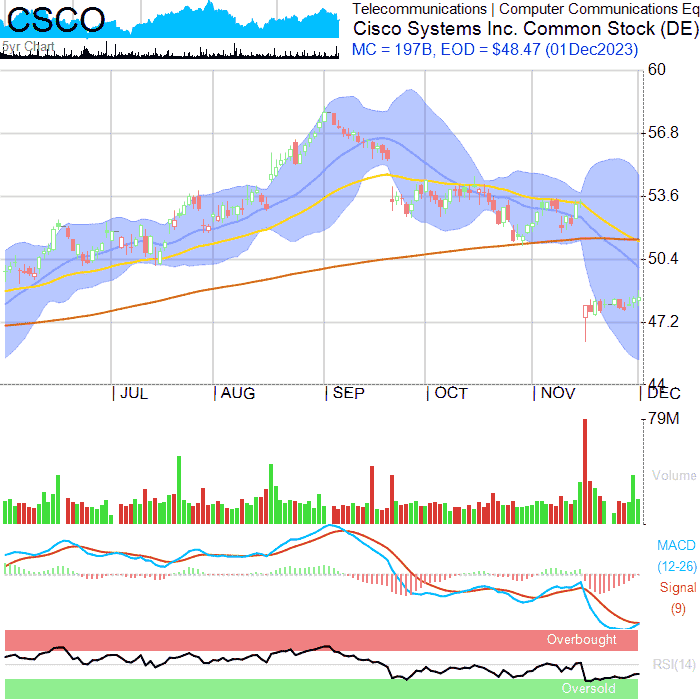 CSCO
5yr Chart
Telecommunications | Computer Communications Eq
Cisco Systems Inc. Common Stock (DE)
MC = 197B, EOD = $48.47 (01Dec2023)
60
56.8
53.6
50.4
47.2
44
JUL AUG SEP OCT NOV DEC
79M
Volume
MACD
(12-26)
Signal
(9)
Overbought
RSI(14)
Oversold